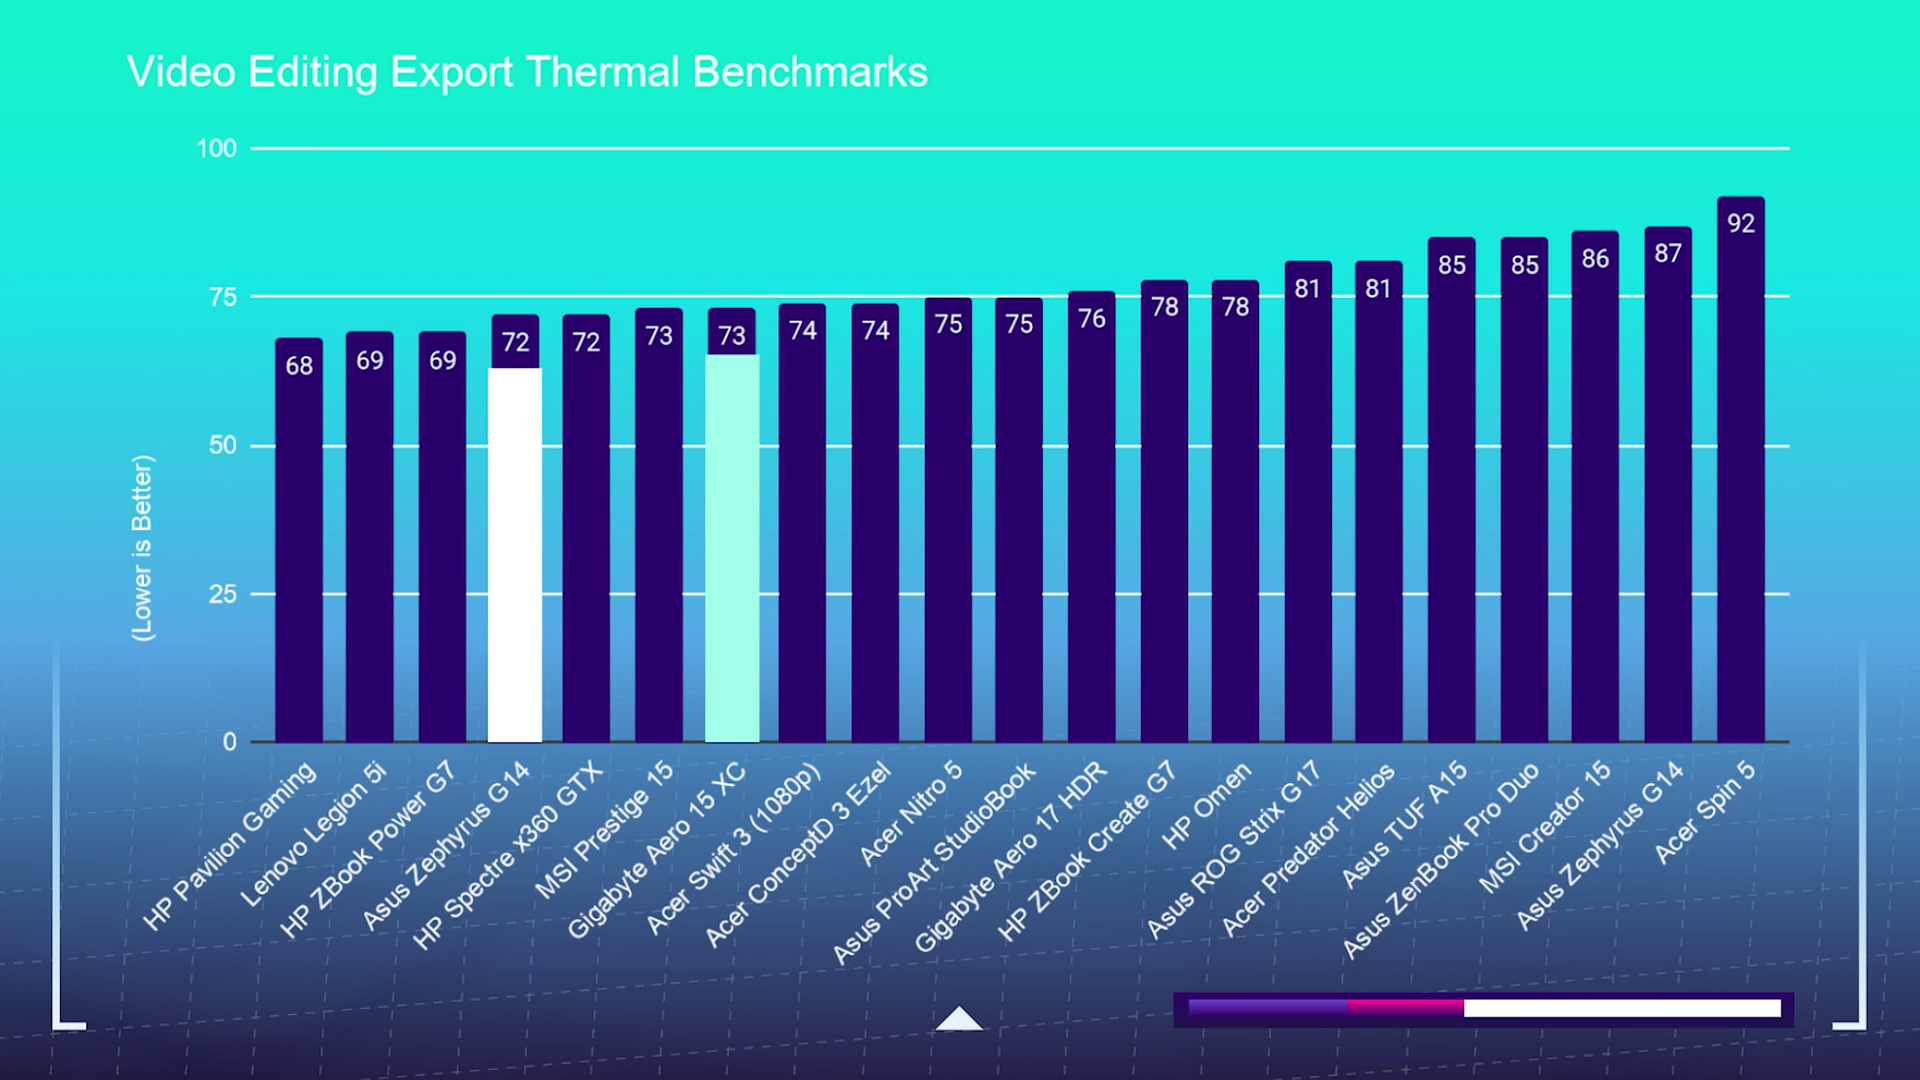 Video Editing Export Thermal Benchmarks
(Lower is Better)
100
75
50
25
0
68
69
69
72
72
73
73
74
74
75
75
76
78
78
81
81
85
85
86
87
92
HP Pavilion Gaming
Lenovo Legion 5i
HP ZBook Power G7
Asus Zephyrus G14
HP Spectre x360 GTX
MSI Prestige 15
Gigabyte Aero 15 XC
Acer Swift 3 (1080p)
Acer ConceptD 3 Ezel
Acer Nitro 5
Asus ProArt StudioBook
Gigabyte Aero 17 HDR
HP ZBook Create G7
HP Omen
Asus ROG Strix G17
Acer Predator Helios
Asus TUF A15
Asus ZenBook Pro Duo
MSI Creator 15
Asus Zephyrus G14
Acer Spin 5